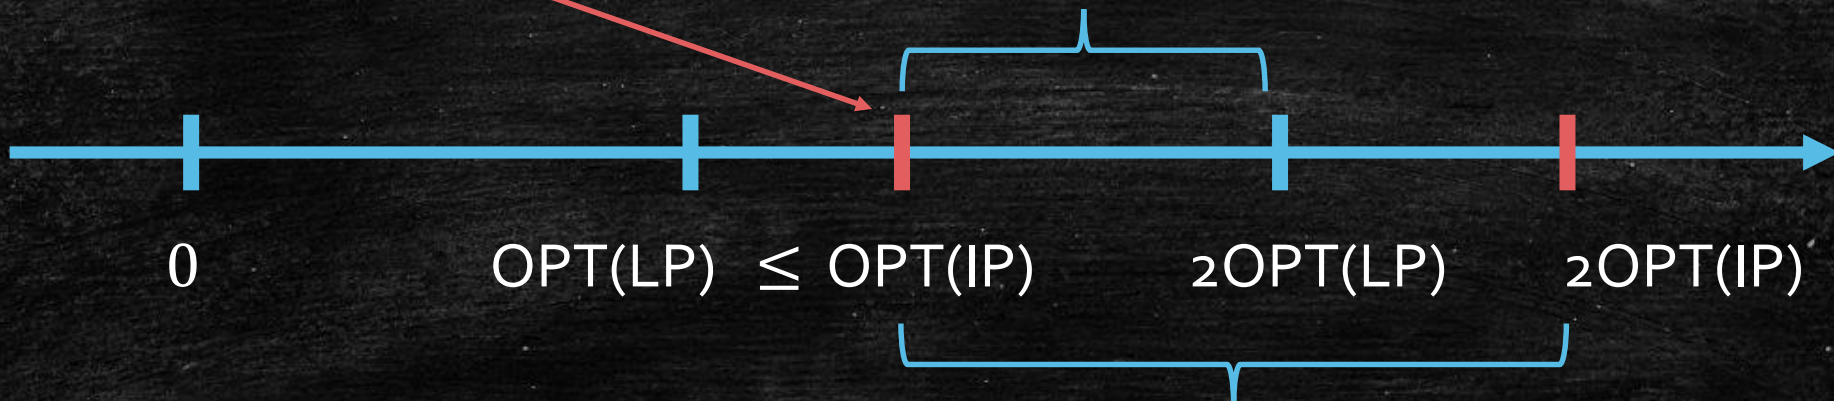 0 OPT(LP) ≤ OPT(IP) 2OPT(LP) 2OPT(IP)